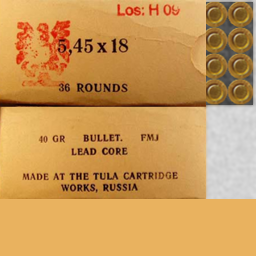 Los: H 09
5,45 x 18
36 ROUNDS
40 GR BULLET. FMJ
LEAD CORE
MADE AT THE TULA CARTRIDGE
WORKS, RUSSIA